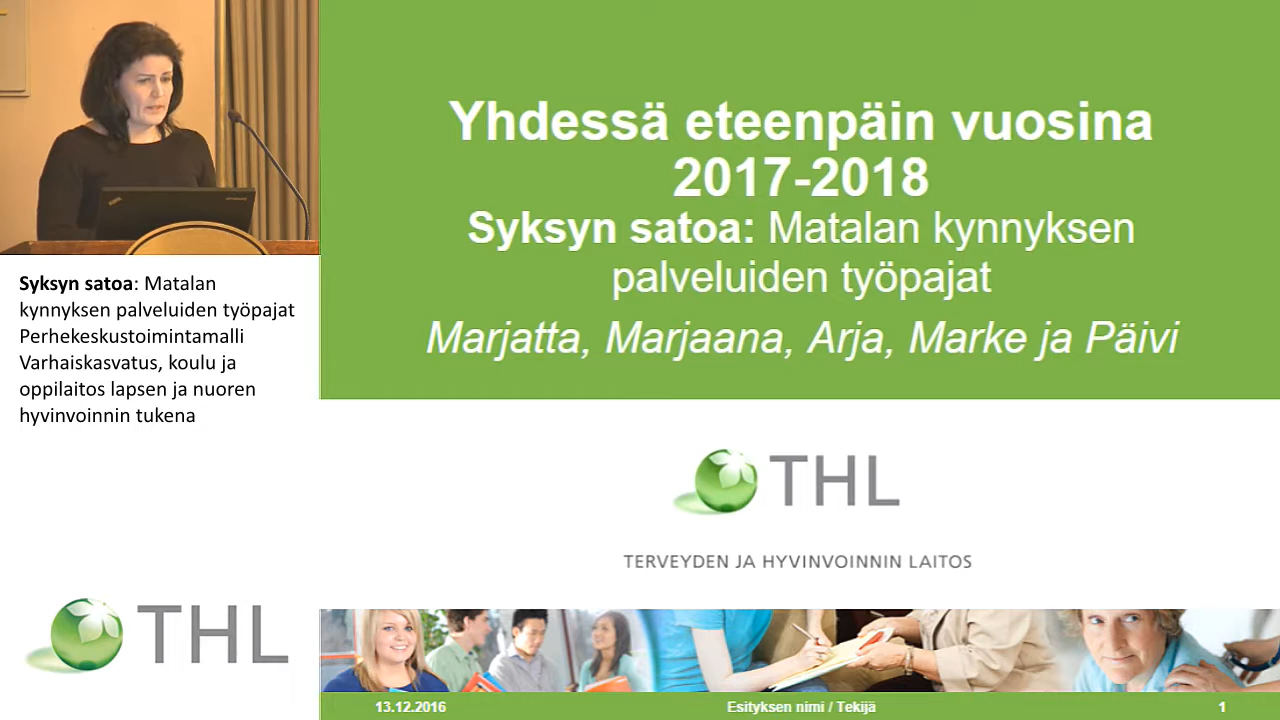 Yhdessä eteenpäin vuosina
2017-2018
Syksyn satoa: Matalan kynnyksen
palveluiden työpajat
Marjatta, Marjaana, Arja, Marke ja Päivi
Syksyn satoa: Matalan
kynnyksen palveluiden työpajat
Perhekeskustoimintamalli
Varhaiskasvatus, koulu ja
oppilaitos lapsen ja nuoren
hyvinvoinnin tukena
THL
TERVEYDEN JA HYVINVOINNIN LAITOS
THL
13.12.2016
Esityksen nimi / Tekijä
1